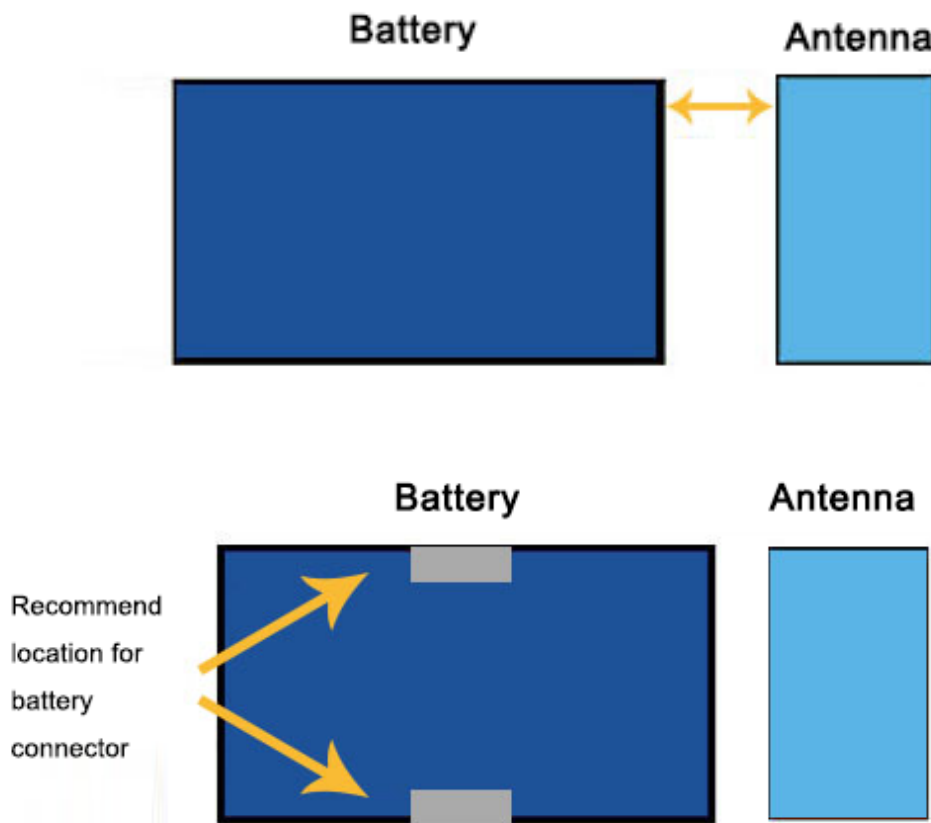 Battery
Antenna
Battery
Antenna
Recommend
location for
battery
connector